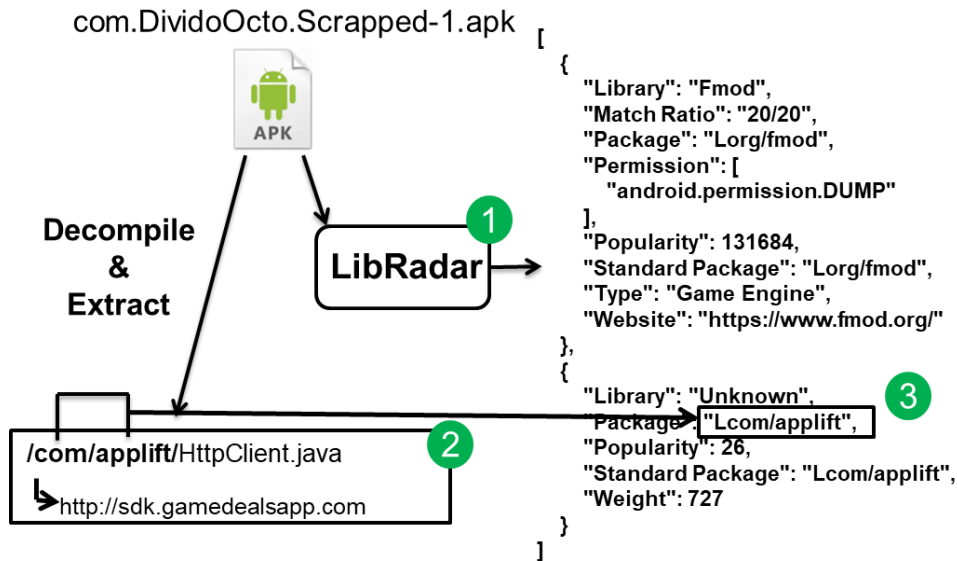 com.DividoOcto.Scrapped-1.apk
APK
Decompile
&
Extract
1
LibRadar
[
{
"Library": "Fmod",
"Match Ratio": "20/20",
"Package": "Lorg/fmod",
"Permission": [
"android.permission.DUMP"
],
"Popularity": 131684,
"Standard Package": "Lorg/fmod",
"Type": "Game Engine",
"Website": "https://www.fmod.org/"
},
{
"Library": "Unknown",
"Package": "Lcom/applift",
"Popularity": 26,
"Standard Package": "Lcom/applift",
"Weight": 727
}
]
3
2
/com/applift/HttpClient.java
http://sdk.gamedealsapp.com